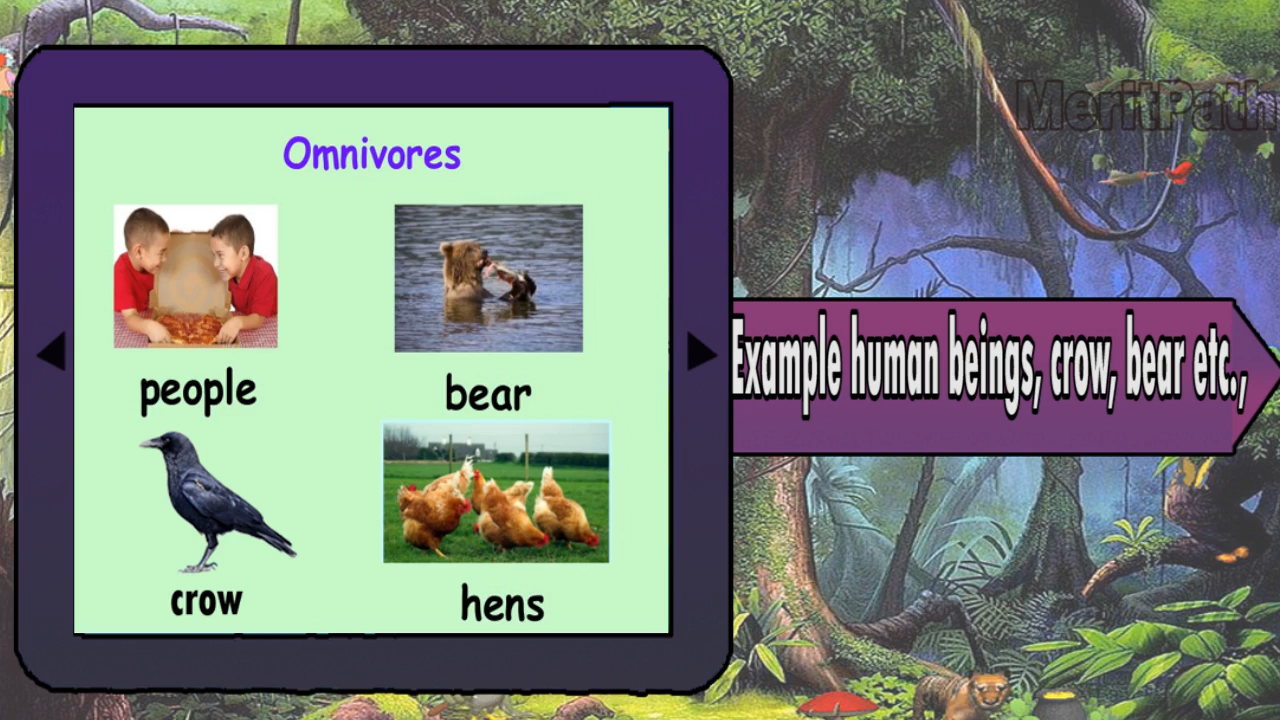 MeritPath
Omnivores
people
bear
crow
hens
Example human beings, crow, bear etc.,